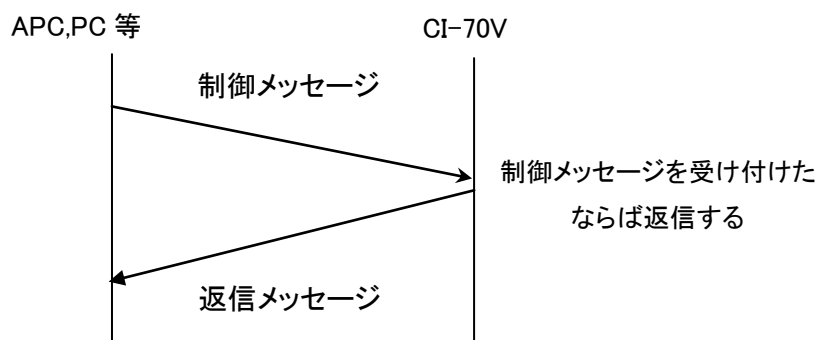 APC,PC 等
CI-70V
制御メッセージ
制御メッセージを受け付けた
ならば返信する
返信メッセージ